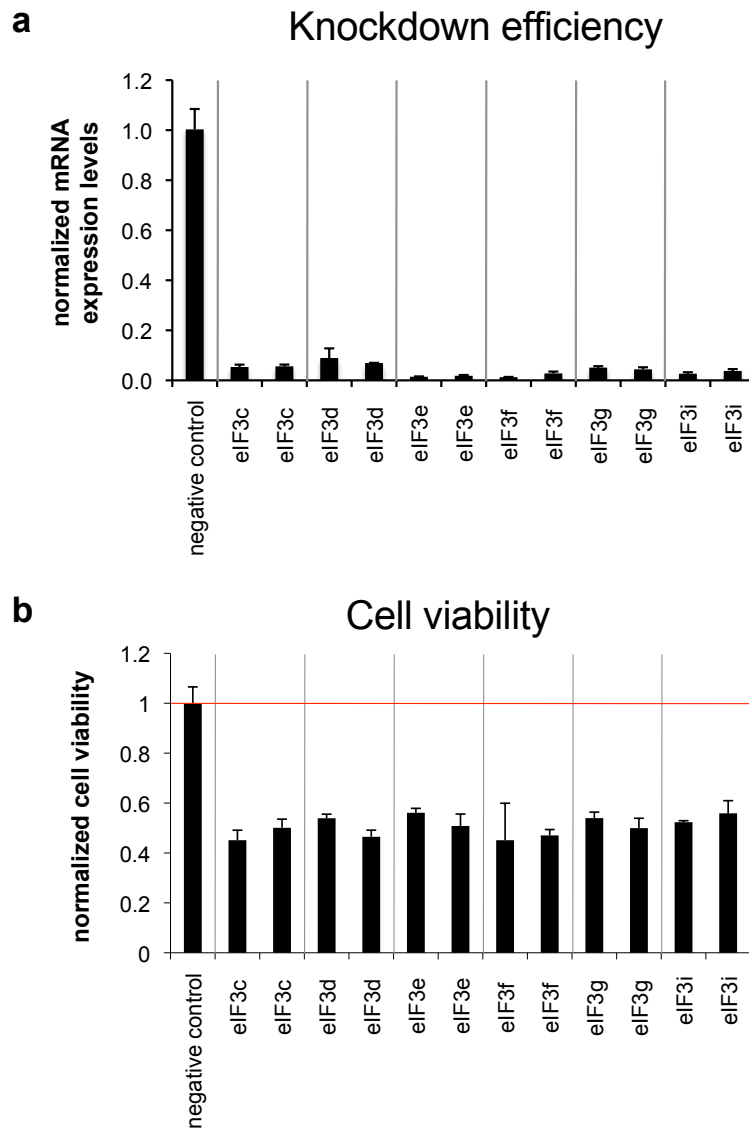 a
Knockdown efficiency
normalized mRNA
expression levels
1.2
1.0
0.8
0.6
0.4
0.2
0.0
negative control
eIF3c
eIF3c
eIF3d
eIF3d
eIF3e
eIF3e
eIF3f
eIF3f
eIF3g
eIF3g
eIF3i
eIF3i
b
Cell viability
normalized cell viability
1.2
1
0.8
0.6
0.4
0.2
0
negative control
eIF3c
eIF3c
eIF3d
eIF3d
eIF3e
eIF3e
eIF3f
eIF3f
eIF3g
eIF3g
eIF3i
eIF3i